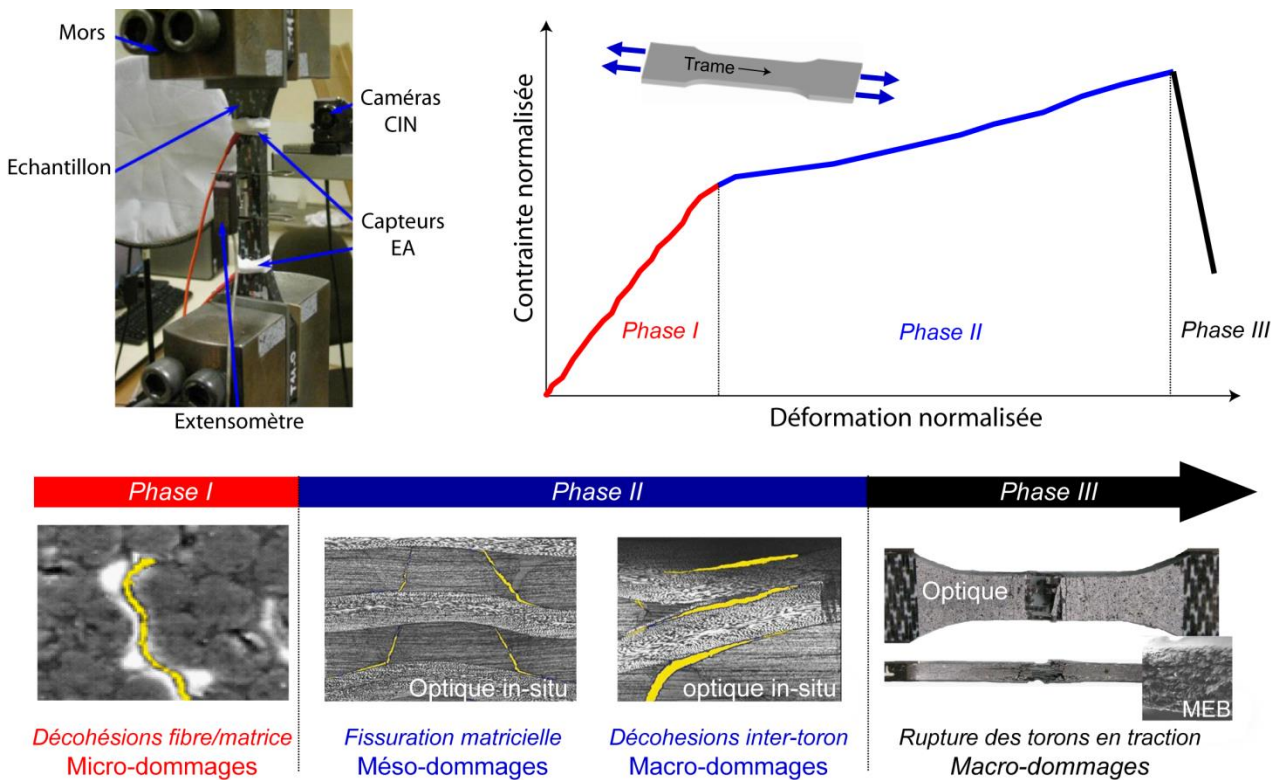 Mors
Caméras
CIN
Echantillon
Capteurs
EA
Extensomètre
Contrainte normalisée
Trame
Phase I
Phase II
Phase III
Déformation normalisée
Phase I
Phase II
Phase III
Optique in-situ
optique in-situ
Optique
MEB
Décohésions fibre/matrice
Micro-dommages
Fissuration matricielle
Méso-dommages
Décohesions inter-toron
Macro-dommages
Rupture des torons en traction
Macro-dommages